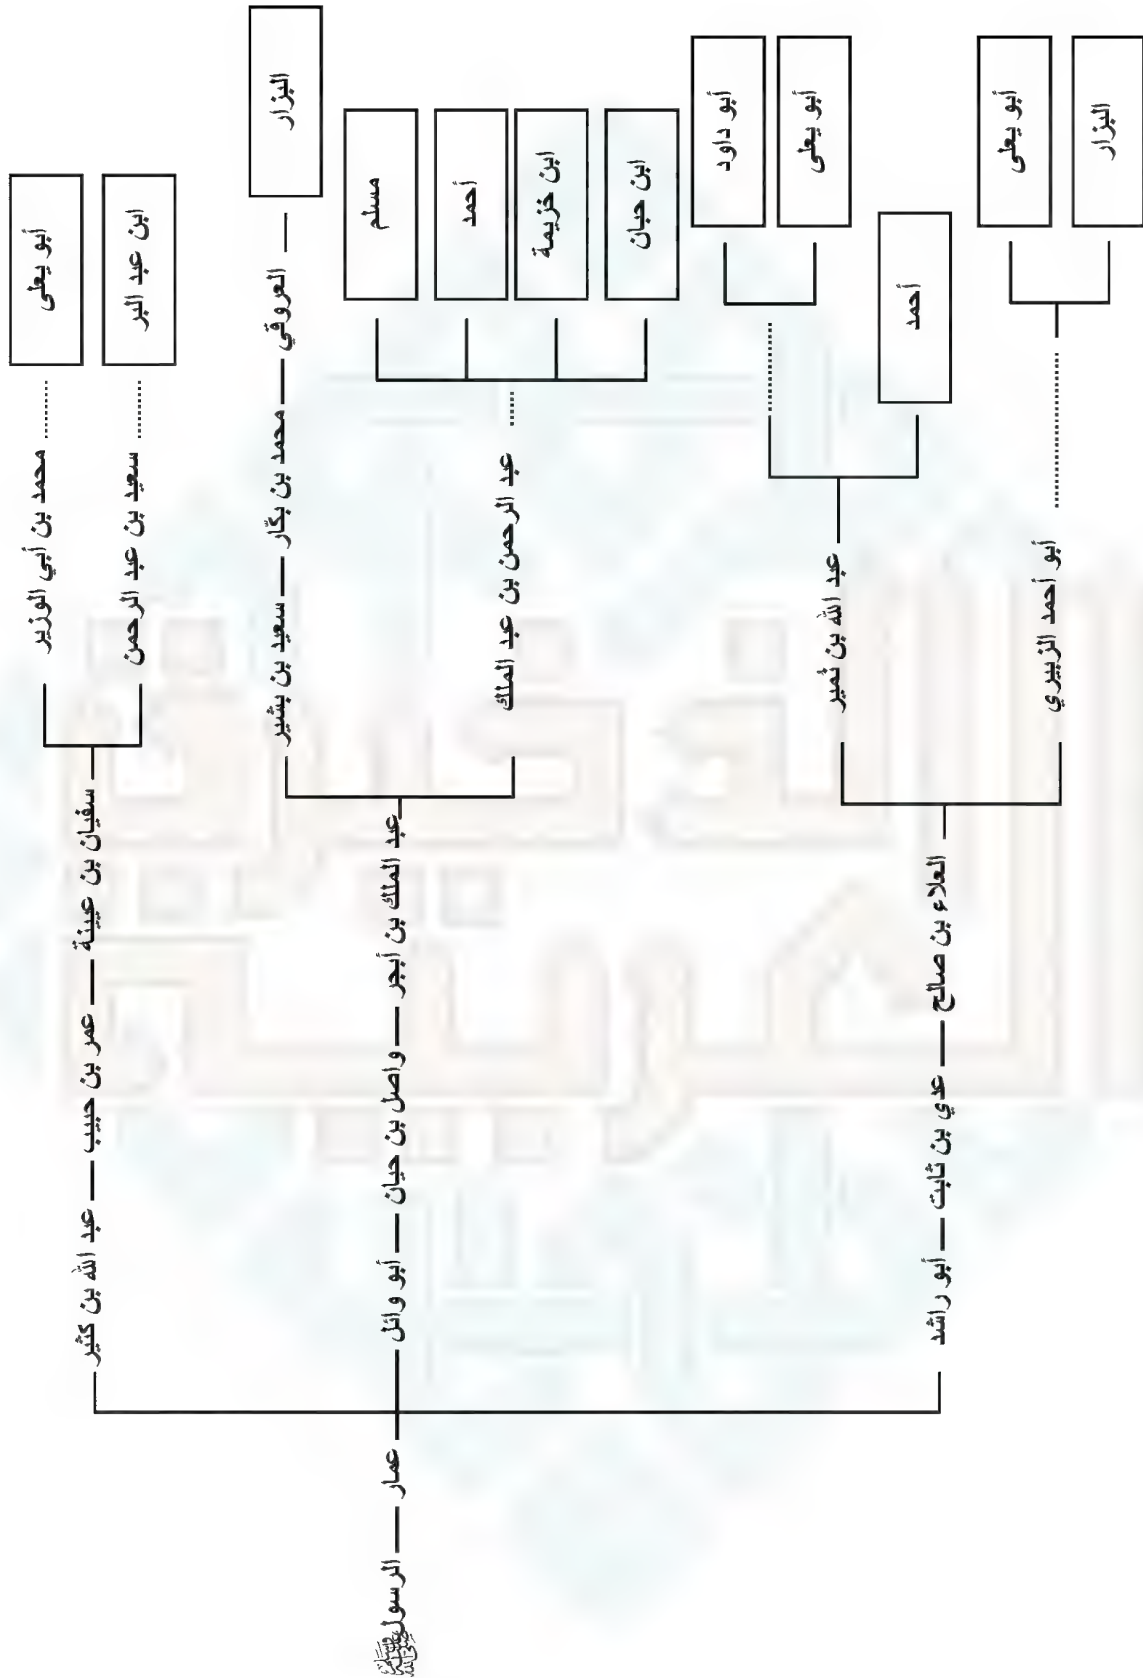 الرسول ﷺ
عمار
عبد الله بن كثير
عمر بن حبيب
سفيان بن عيينة
محمد بن أبي الوزير
أبو يعلى
سعيد بن عبد الرحمن
ابن عبد البر
أبو وائل
واصل بن حيان
عبد الملك بن أبجر
سعيد بن بشير
محمد بن بكّار
العروقي
البزار
عبد الرحمن بن عبد الملك
مسلم
أحمد
ابن خزيمة
ابن حبان
أبو راشد
عدي بن ثابت
العلاء بن صالح
عبد الله بن نمير
أبو داود
أبو يعلى
أحمد
أبو أحمد الزبيري
أبو يعلى
البزار